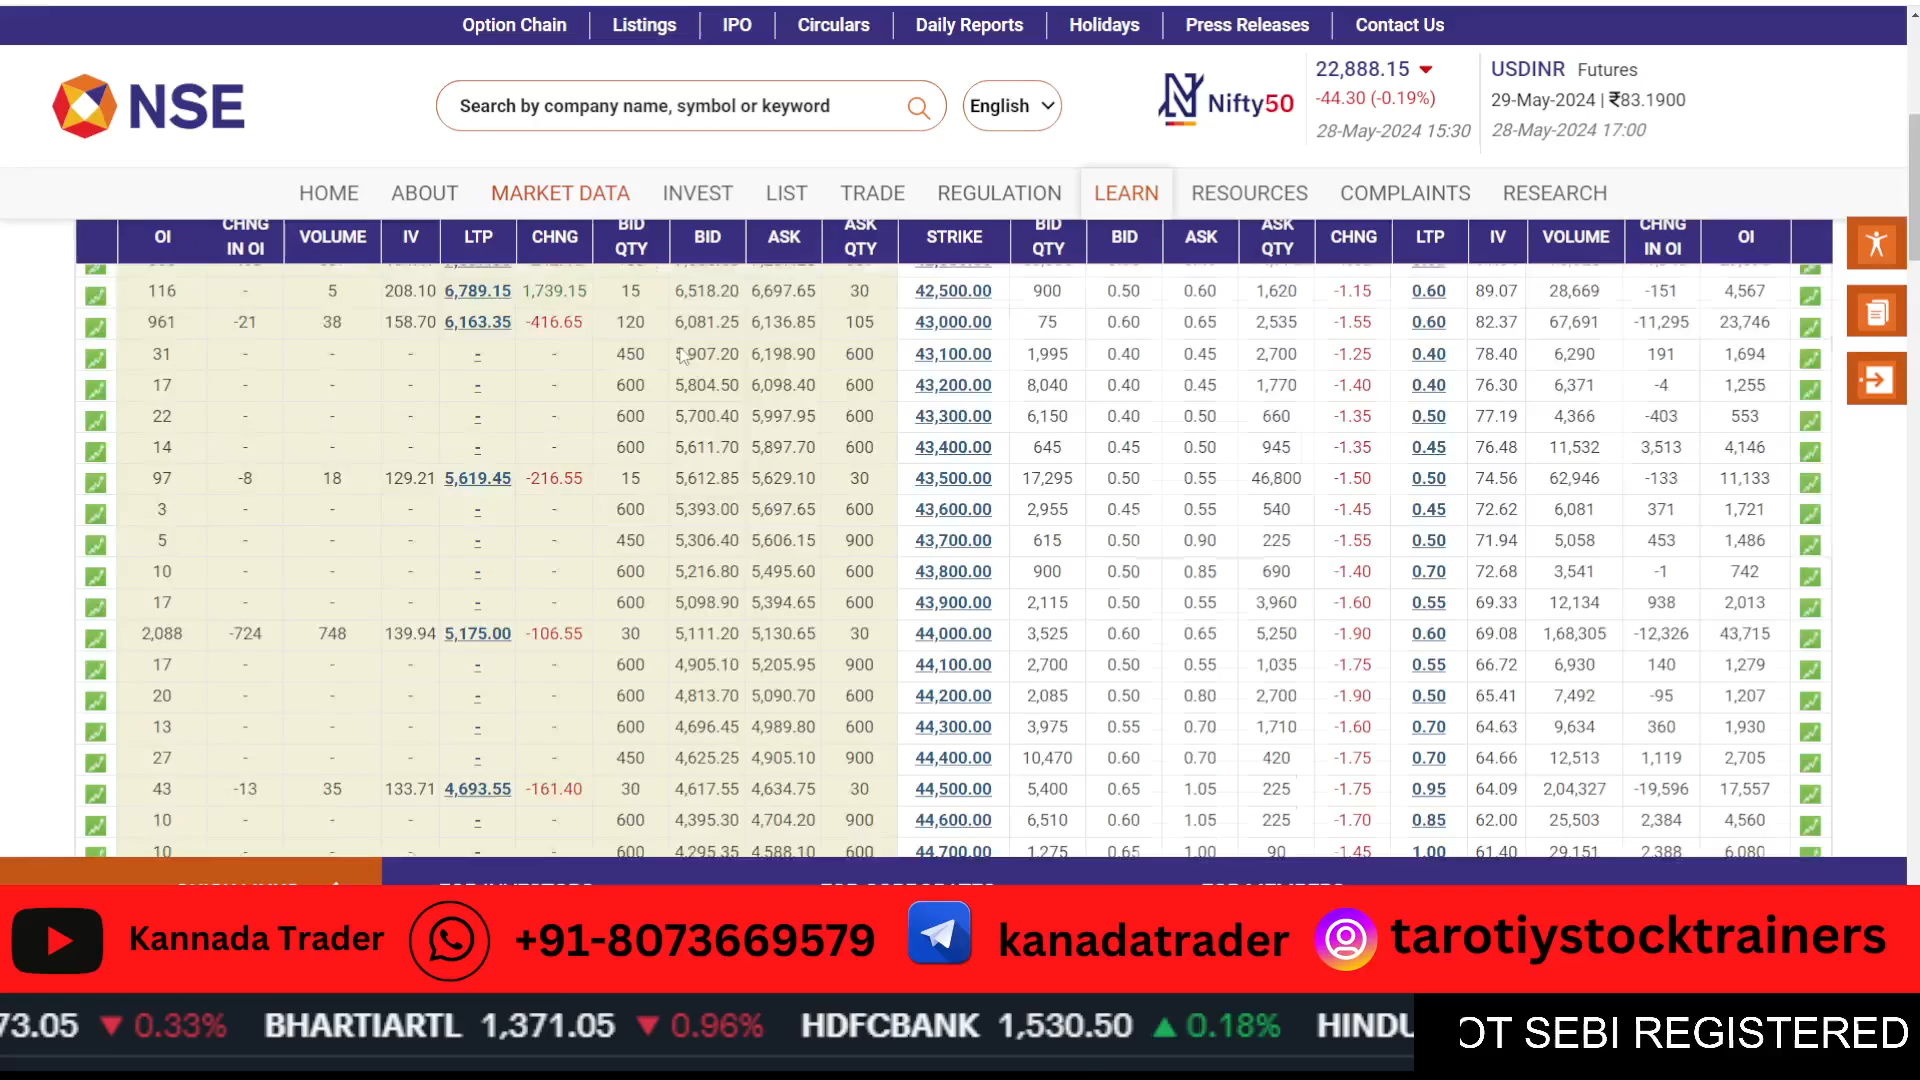 Option Chain Listings IPO Circulars Daily Reports Holidays Press Releases Contact Us
NSE
Search by company name, symbol or keyword
English
Nifty50
22,888.15
-44.30 (-0.19%)
28-May-2024 15:30
USDINR Futures
29-May-2024 | ₹83.1900
28-May-2024 17:00
HOME ABOUT MARKET DATA INVEST LIST TRADE REGULATION LEARN RESOURCES COMPLAINTS RESEARCH
OI CHNG IN OI VOLUME IV LTP CHNG BID QTY BID ASK ASK QTY STRIKE BID QTY BID ASK ASK QTY CHNG LTP IV VOLUME CHNG IN OI OI
116 - 5 208.10 6,789.15 1,739.15 15 6,518.20 6,697.65 30 42,500.00 900 0.50 0.60 1,620 -1.15 0.60 89.07 28,669 -151 4,567
961 -21 38 158.70 6,163.35 -416.65 120 6,081.25 6,136.85 105 43,000.00 75 0.60 0.65 2,535 -1.55 0.60 82.37 67,691 -11,295 23,746
31 - - - - - 450 5,907.20 6,198.90 600 43,100.00 1,995 0.40 0.45 2,700 -1.25 0.40 78.40 6,290 191 1,694
17 - - - - - 600 5,804.50 6,098.40 600 43,200.00 8,040 0.40 0.45 1,770 -1.40 0.40 76.30 6,371 -4 1,255
22 - - - - - 600 5,700.40 5,997.95 600 43,300.00 6,150 0.40 0.50 660 -1.35 0.50 77.19 4,366 -403 553
14 - - - - - 600 5,611.70 5,897.70 600 43,400.00 645 0.45 0.50 945 -1.35 0.45 76.48 11,532 3,513 4,146
97 -8 18 129.21 5,619.45 -216.55 15 5,612.85 5,629.10 30 43,500.00 17,295 0.50 0.55 46,800 -1.50 0.50 74.56 62,946 -133 11,133
3 - - - - - 600 5,393.00 5,697.65 600 43,600.00 2,955 0.45 0.55 540 -1.45 0.45 72.62 6,081 371 1,721
5 - - - - - 450 5,306.40 5,606.15 900 43,700.00 615 0.50 0.90 225 -1.55 0.50 71.94 5,058 453 1,486
10 - - - - - 600 5,216.80 5,495.60 600 43,800.00 900 0.50 0.85 690 -1.40 0.70 72.68 3,541 -1 742
17 - - - - - 600 5,098.90 5,394.65 600 43,900.00 2,115 0.50 0.55 3,960 -1.60 0.55 69.33 12,134 938 2,013
2,088 -724 748 139.94 5,175.00 -106.55 30 5,111.20 5,130.65 30 44,000.00 3,525 0.60 0.65 5,250 -1.90 0.60 69.08 1,68,305 -12,326 43,715
17 - - - - - 600 4,905.10 5,205.95 900 44,100.00 2,700 0.50 0.55 1,035 -1.75 0.55 66.72 6,930 140 1,279
20 - - - - - 600 4,813.70 5,090.70 600 44,200.00 2,085 0.50 0.80 2,700 -1.90 0.50 65.41 7,492 -95 1,207
13 - - - - - 600 4,696.45 4,989.80 600 44,300.00 3,975 0.55 0.70 1,710 -1.60 0.70 64.63 9,634 360 1,930
27 - - - - - 450 4,625.25 4,905.10 900 44,400.00 10,470 0.60 0.70 420 -1.75 0.70 64.66 12,513 1,119 2,705
43 -13 35 133.71 4,693.55 -161.40 30 4,617.55 4,634.75 30 44,500.00 5,400 0.65 1.05 225 -1.75 0.95 64.09 2,04,327 -19,596 17,557
10 - - - - - 600 4,395.30 4,704.20 900 44,600.00 6,510 0.60 1.05 225 -1.70 0.85 62.00 25,503 2,384 4,560
10 - - - - - 600 4,295.35 4,588.10 600 44,700.00 1,275 0.65 1.00 90 -1.45 1.00 61.40 29,151 2,388 6,080
Kannada Trader +91-8073669579 kanadatrader tarotiystocktrainers
73.05 ▼ 0.33% BHARTIARTL 1,371.05 ▼ 0.96% HDFCBANK 1,530.50 ▲ 0.18% HINDU
OT SEBI REGISTERED